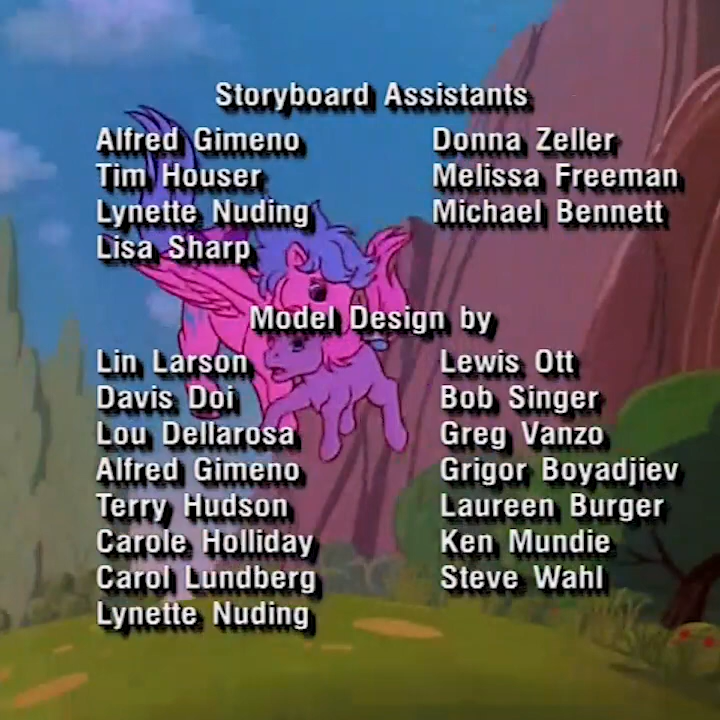 Storyboard Assistants
Alfred Gimeno
Tim Houser
Lynette Nuding
Lisa Sharp
Donna Zeller
Melissa Freeman
Michael Bennett
Model Design by
Lin Larson
Davis Doi
Lou Dellarosa
Alfred Gimeno
Terry Hudson
Carole Holliday
Carol Lundberg
Lynette Nuding
Lewis Ott
Bob Singer
Greg Vanzo
Grigor Boyadjiev
Laureen Burger
Ken Mundie
Steve Wahl